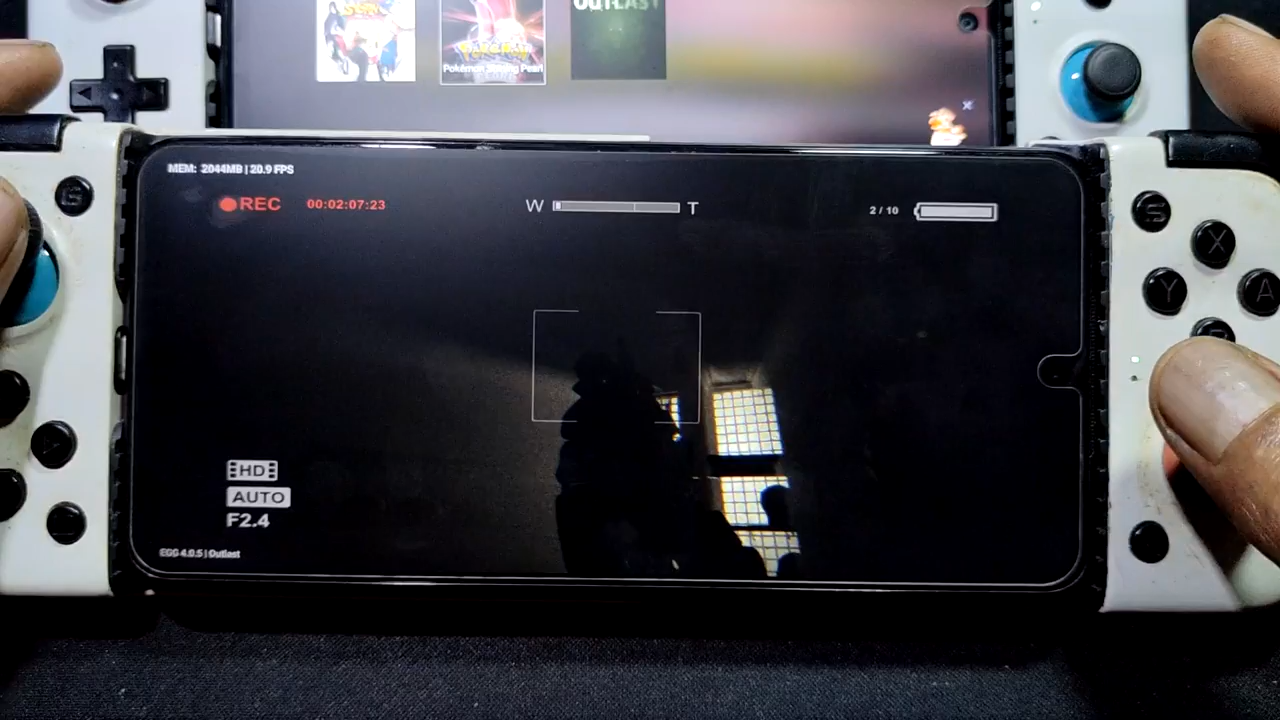 OUTLAST
Pokémon Shining Pearl
MEM: 2044MB | 20.9 FPS
REC 00:02:07:23
W T
2 / 10
S
X
Y
A
HD
AUTO
F2.4
EGG 4.0.5 | Outlast